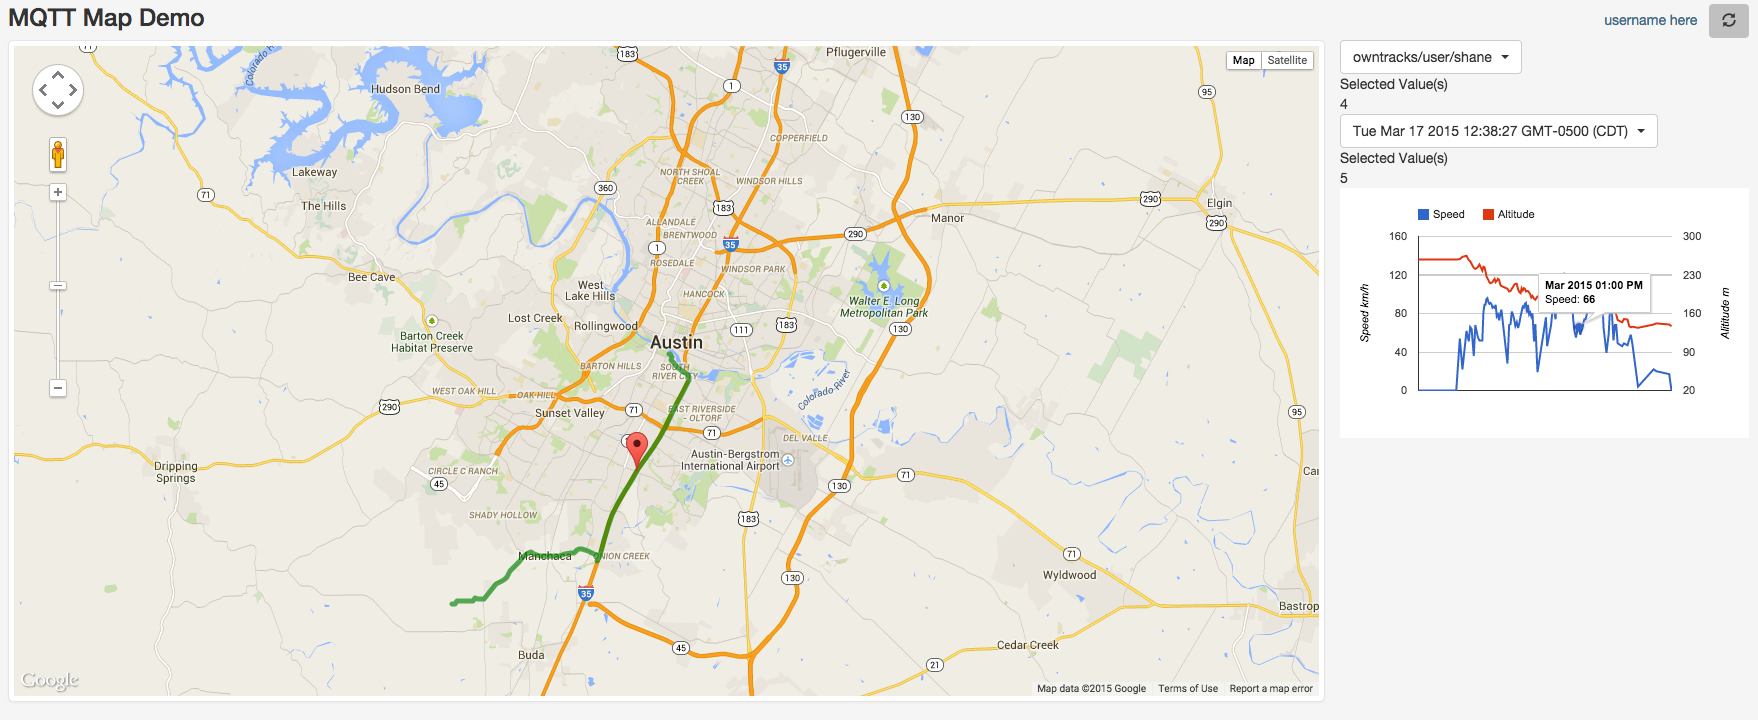 MQTT Map Demo
username here
owntracks/user/shane
Selected Value(s)
4
Tue Mar 17 2015 12:38:27 GMT-0500 (CDT)
Selected Value(s)
5
Speed
Altitude
160
120
80
40
0
300
230
160
90
20
Speed km/h
Altitude m
Mar 2015 01:00 PM
Speed: 66
Map
Satellite
Pflugerville
183
35
1
95
Hudson Bend
130
COPPERFIELD
Lakeway
NORTH SHOAL
CREEK
WINDSOR HILLS
71
360
The Hills
183
290
Elgin
290
Manor
ALLANDALE
BRENTWOOD
290
1
35
ROSEDALE
WINDSOR PARK
Bee Cave
West
Lake Hills
HANCOCK
Walter E. Long
Metropolitan Park
Lost Creek
Rollingwood
111
183
130
Barton Creek
Habitat Preserve
Austin
BARTON HILLS
SOUTH
RIVER CITY
Colorado River
WEST OAK HILL
OAK HILL
290
Sunset Valley
71
EAST RIVERSIDE
- OLTORF
95
71
DEL VALLE
Austin-Bergstrom
International Airport
Dripping
Springs
CIRCLE C RANCH
45
71
130
SHADY HOLLOW
183
Manchaca
ONION CREEK
71
130
Wyldwood
35
Bastrop
Buda
45
Cedar Creek
21
Google
Map data ©2015 Google
Terms of Use
Report a map error